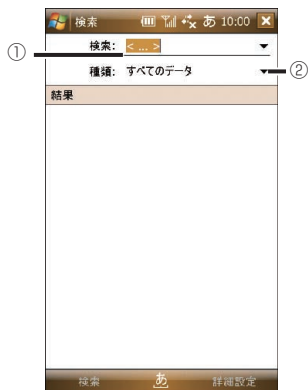 検索 あ 10:00
① 検索: < ... >
種類: すべてのデータ ②
結果
検索 あ 詳細設定